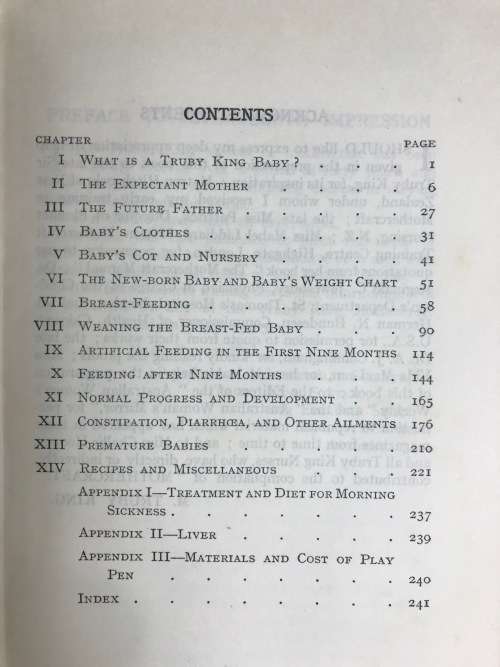 CONTENTS
CHAPTER PAGE
I What is a Truby King Baby? . . . 1
II The Expectant Mother . . . . 6
III The Future Father . . . . . 27
IV Baby's Clothes . . . . . . 31
V Baby's Cot and Nursery . . . . 41
VI The New-born Baby and Baby's Weight Chart 51
VII Breast-Feeding . . . . . . 58
VIII Weaning the Breast-Fed Baby . . . 90
IX Artificial Feeding in the First Nine Months 114
X Feeding after Nine Months . . . . 144
XI Normal Progress and Development . . 165
XII Constipation, Diarrhœa, and Other Ailments 176
XIII Premature Babies . . . . . 210
XIV Recipes and Miscellaneous . . . . 221
Appendix I—Treatment and Diet for Morning
Sickness . . . . . . . 237
Appendix II—Liver . . . . . 239
Appendix III—Materials and Cost of Play
Pen . . . . . . . 240
Index . . . . . . . . 241